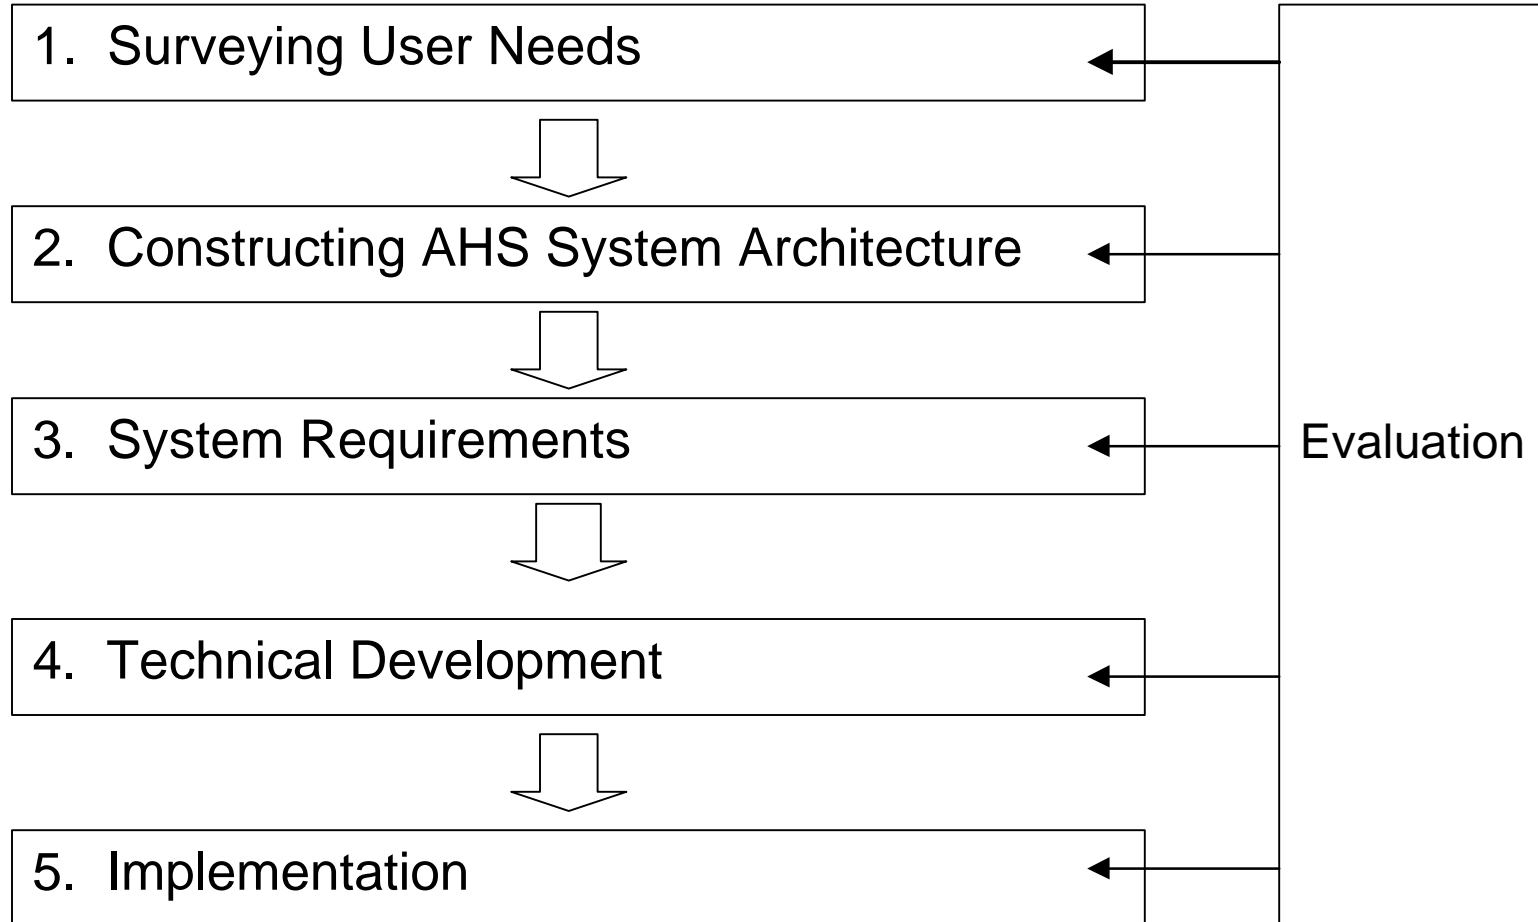 1. Surveying User Needs
2. Constructing AHS System Architecture
3. System Requirements
Evaluation
4. Technical Development
5. Implementation